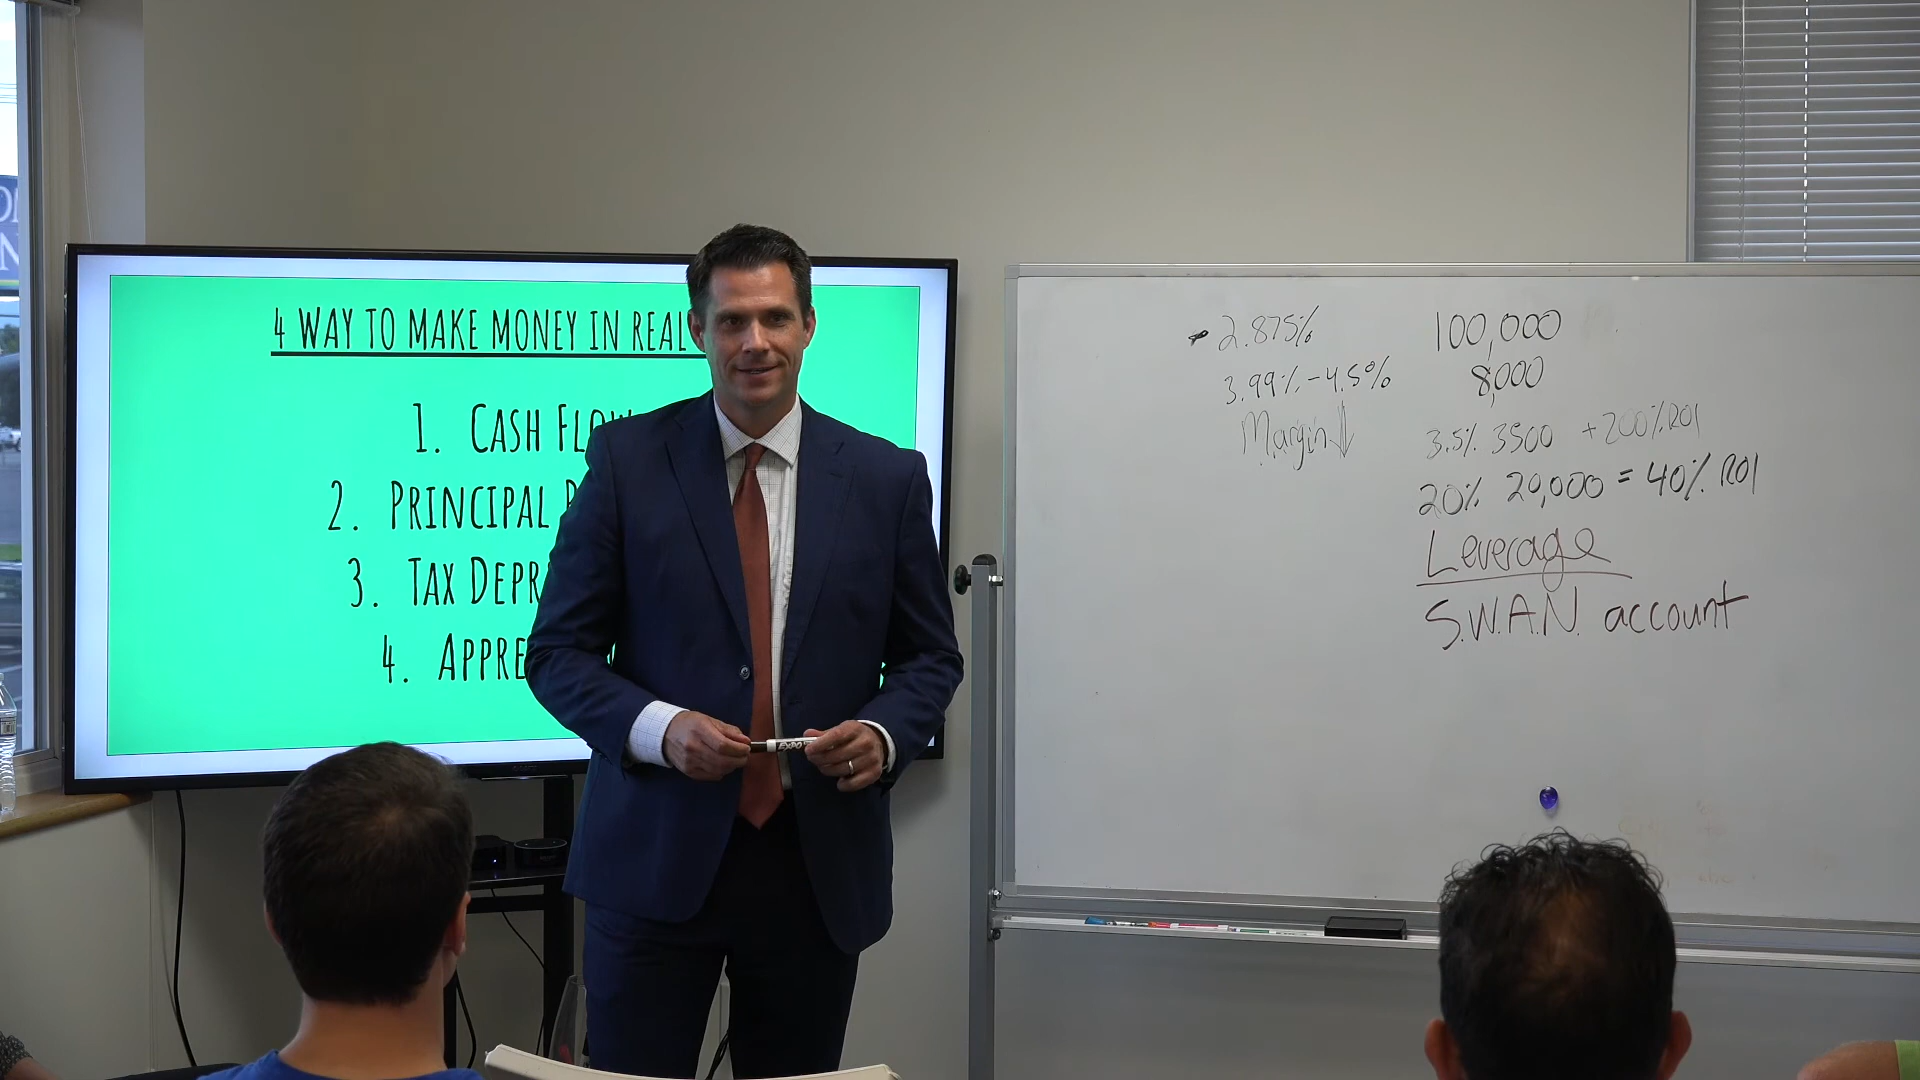 4 WAY TO MAKE MONEY IN REAL
1. CASH FLOW
2. PRINCIPAL
3. TAX DEPR
4. APPRE
2.875%
3.99% - 4.5%
Margin ↓
100,000
8,000
3.5% 3500 +200% ROI
20% 20,000 = 40% ROI
Leverage
S.W.A.N. account
EXPO